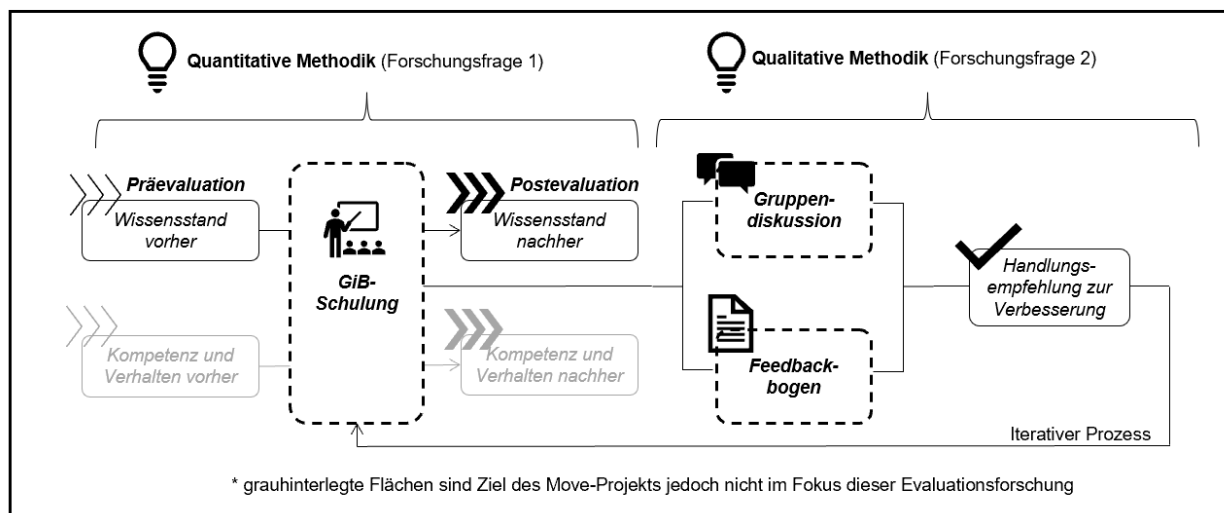 Quantitative Methodik (Forschungsfrage 1)
Qualitative Methodik (Forschungsfrage 2)
Präevaluation
Wissensstand
vorher
GiB-
Schulung
Postevaluation
Wissensstand
nachher
Kompetenz und
Verhalten vorher
Kompetenz und
Verhalten nachher
Gruppen-
diskussion
Feedback-
bogen
Handlungs-
empfehlung zur
Verbesserung
Iterativer Prozess
* grauhinterlegte Flächen sind Ziel des Move-Projekts jedoch nicht im Fokus dieser Evaluationsforschung